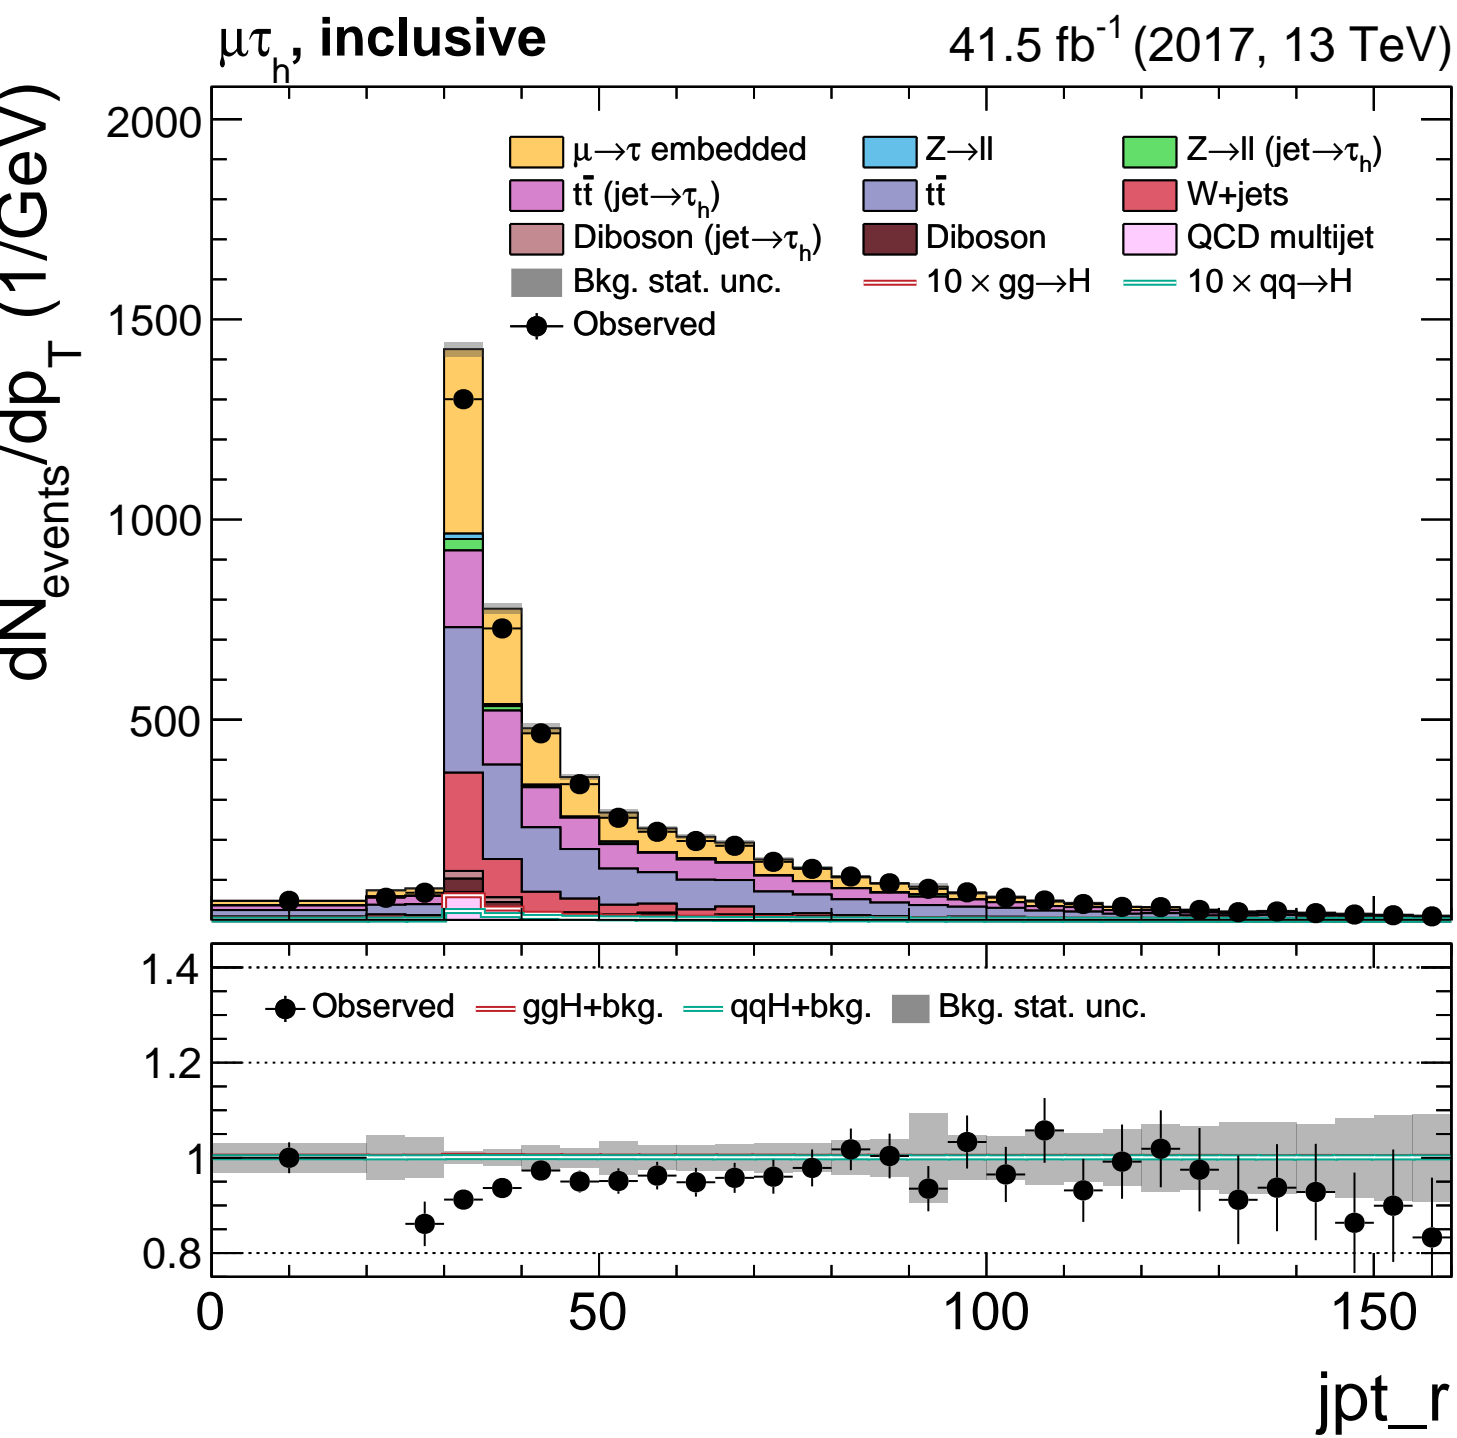 μτh, inclusive
41.5 fb-1 (2017, 13 TeV)
dNevents/dpT (1/GeV)
2000
1500
1000
500
μ→τ embedded
Z→ll
Z→ll (jet→τh)
tt̄ (jet→τh)
tt̄
W+jets
Diboson (jet→τh)
Diboson
QCD multijet
Bkg. stat. unc.
10 × gg→H
10 × qq→H
Observed
1.4
1.2
1
0.8
Observed
ggH+bkg.
qqH+bkg.
Bkg. stat. unc.
0
50
100
150
jpt_r